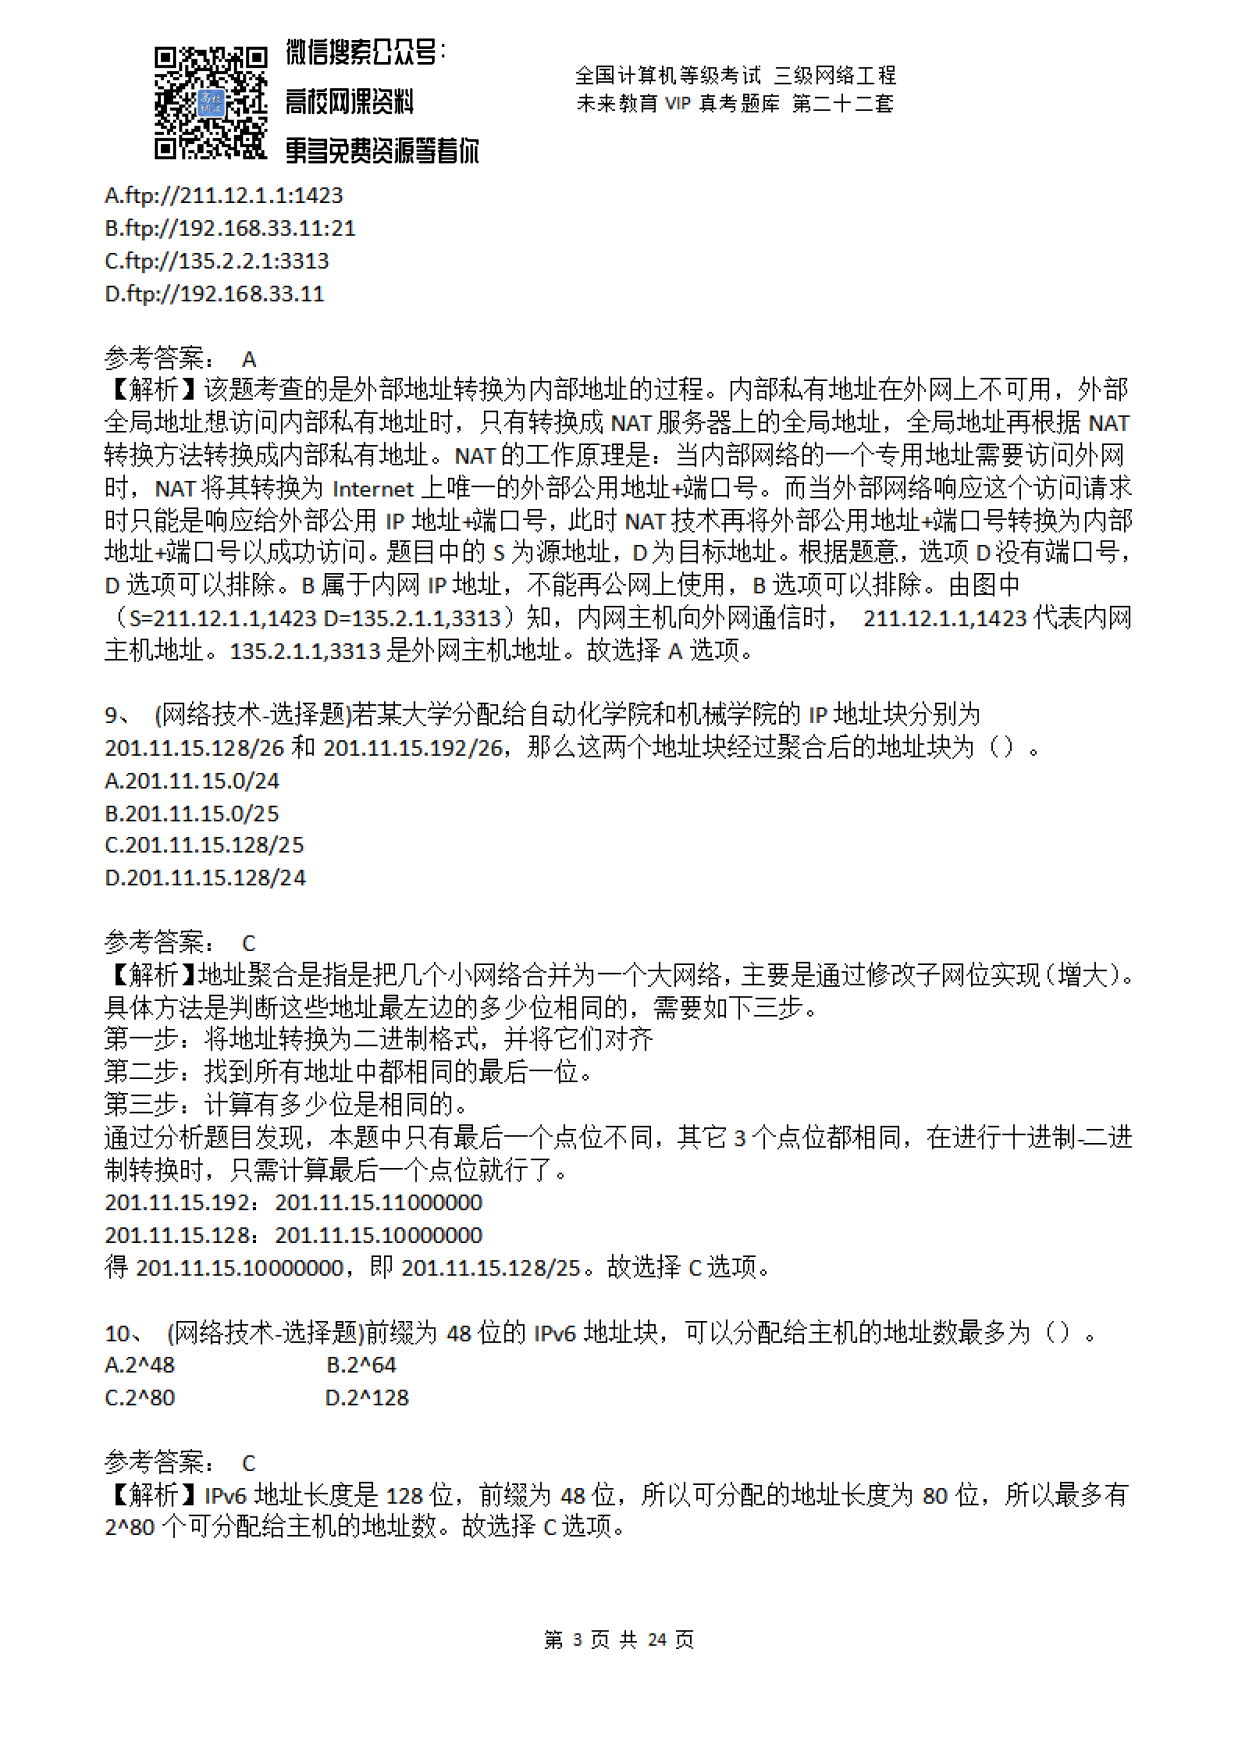 微信搜索公众号：
高校网课资料
更多免费资源等着你
全国计算机等级考试 三级网络工程
未来教育 VIP 真考题库 第二十二套
A.ftp://211.12.1.1:1423
B.ftp://192.168.33.11:21
C.ftp://135.2.2.1:3313
D.ftp://192.168.33.11
参考答案： A
【解析】该题考查的是外部地址转换为内部地址的过程。内部私有地址在外网上不可用，外部
全局地址想访问内部私有地址时，只有转换成 NAT 服务器上的全局地址，全局地址再根据 NAT
转换方法转换成内部私有地址。NAT 的工作原理是：当内部网络的一个专用地址需要访问外网
时，NAT 将其转换为 Internet 上唯一的外部公用地址+端口号。而当外部网络响应这个访问请求
时只能是响应给外部公用 IP 地址+端口号，此时 NAT 技术再将外部公用地址+端口号转换为内部
地址+端口号以成功访问。题目中的 S 为源地址，D 为目标地址。根据题意，选项 D 没有端口号，
D 选项可以排除。B 属于内网 IP 地址，不能再公网上使用，B 选项可以排除。由图中
（S=211.12.1.1,1423 D=135.2.1.1,3313）知，内网主机向外网通信时， 211.12.1.1,1423 代表内网
主机地址。135.2.1.1,3313 是外网主机地址。故选择 A 选项。
9、 (网络技术-选择题)若某大学分配给自动化学院和机械学院的 IP 地址块分别为
201.11.15.128/26 和 201.11.15.192/26，那么这两个地址块经过聚合后的地址块为（）。
A.201.11.15.0/24
B.201.11.15.0/25
C.201.11.15.128/25
D.201.11.15.128/24
参考答案： C
【解析】地址聚合是指是把几个小网络合并为一个大网络，主要是通过修改子网位实现（增大）。
具体方法是判断这些地址最左边的多少位相同的，需要如下三步。
第一步：将地址转换为二进制格式，并将它们对齐
第二步：找到所有地址中都相同的最后一位。
第三步：计算有多少位是相同的。
通过分析题目发现，本题中只有最后一个点位不同，其它 3 个点位都相同，在进行十进制-二进
制转换时，只需计算最后一个点位就行了。
201.11.15.192：201.11.15.11000000
201.11.15.128：201.11.15.10000000
得 201.11.15.10000000，即 201.11.15.128/25。故选择 C 选项。
10、 (网络技术-选择题)前缀为 48 位的 IPv6 地址块，可以分配给主机的地址数最多为（）。
A.2^48 B.2^64
C.2^80 D.2^128
参考答案： C
【解析】IPv6 地址长度是 128 位，前缀为 48 位，所以可分配的地址长度为 80 位，所以最多有
2^80 个可分配给主机的地址数。故选择 C 选项。
第 3 页 共 24 页